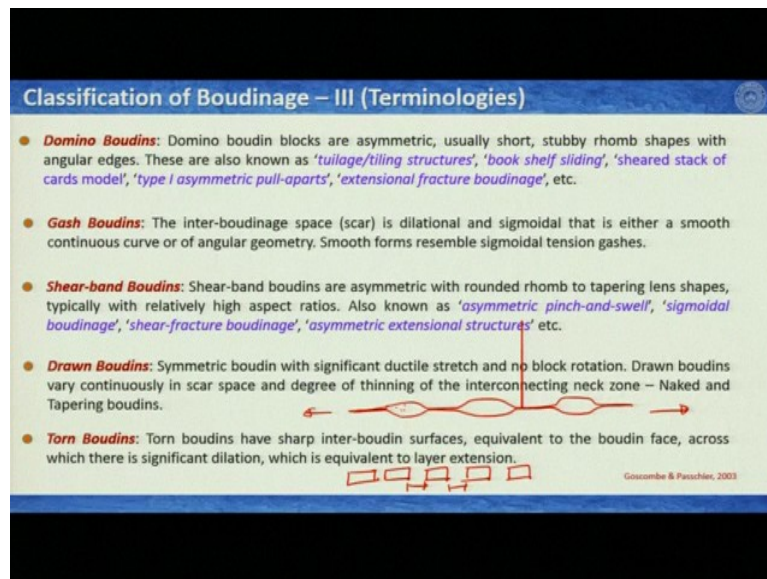 Classification of Boudinage – III (Terminologies)
Domino Boudins: Domino boudin blocks are asymmetric, usually short, stubby rhomb shapes with
angular edges. These are also known as ‘tuilage/tiling structures’, ‘book shelf sliding’, ‘sheared stack of
cards model’, ‘type I asymmetric pull-aparts’, ‘extensional fracture boudinage’, etc.
Gash Boudins: The inter-boudinage space (scar) is dilational and sigmoidal that is either a smooth
continuous curve or of angular geometry. Smooth forms resemble sigmoidal tension gashes.
Shear-band Boudins: Shear-band boudins are asymmetric with rounded rhomb to tapering lens shapes,
typically with relatively high aspect ratios. Also known as ‘asymmetric pinch-and-swell’, ‘sigmoidal
boudinage’, ‘shear-fracture boudinage’, ‘asymmetric extensional structures’ etc.
Drawn Boudins: Symmetric boudin with significant ductile stretch and no block rotation. Drawn boudins
vary continuously in scar space and degree of thinning of the interconnecting neck zone – Naked and
Tapering boudins.
Torn Boudins: Torn boudins have sharp inter-boudin surfaces, equivalent to the boudin face, across
which there is significant dilation, which is equivalent to layer extension.
Goscombe & Passchier, 2003